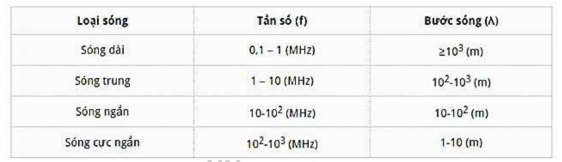 Loại sóng Tần số (f) Bước sóng (Λ)
Sóng dài 0,1 – 1 (MHz) ≥10³ (m)
Sóng trung 1 – 10 (MHz) 10²-10³ (m)
Sóng ngắn 10-10² (MHz) 10-10² (m)
Sóng cực ngắn 10²-10³ (MHz) 1-10 (m)